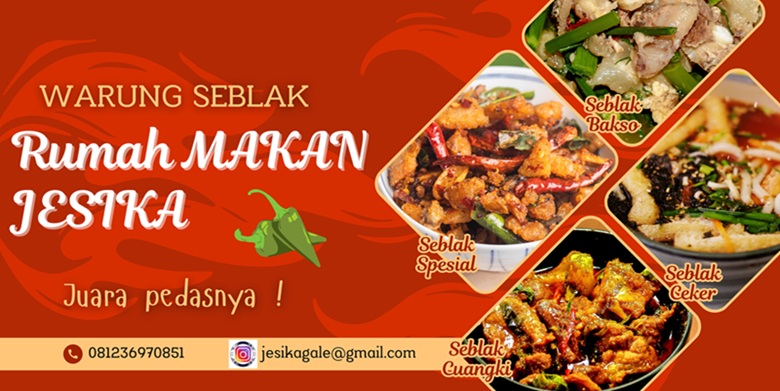 WARUNG SEBLAK
Rumah MAKAN
JESIKA
Juara pedasnya !
081236970851
jesikagale@gmail.com
Seblak
Bakso
Seblak
Spesial
Seblak
Ceker
Seblak
Cuangki